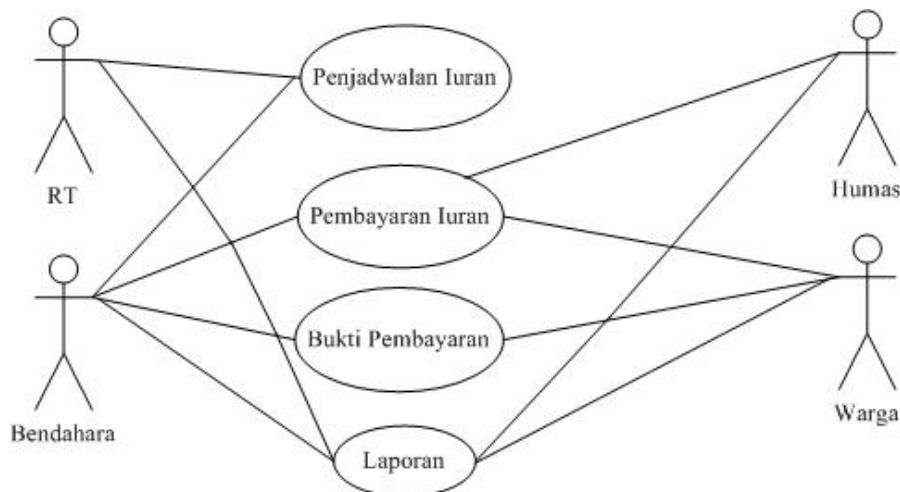 Penjadwalan Iuran
RT
Humas
Pembayaran Iuran
Bukti Pembayaran
Bendahara
Warga
Laporan